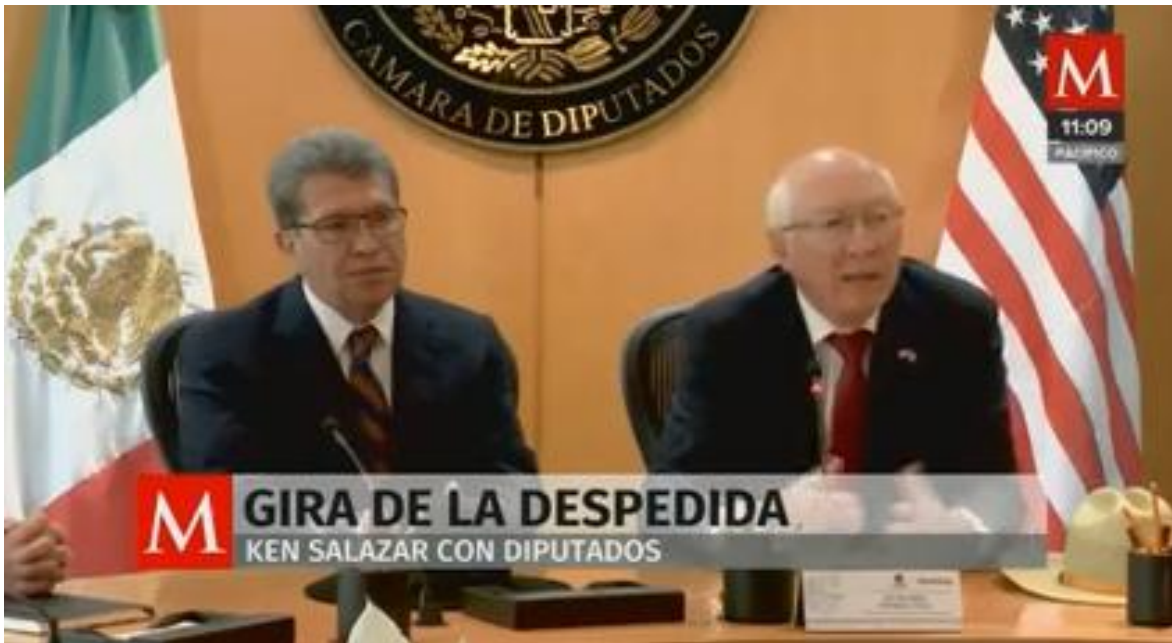 CAMARA DE DIPUTADOS
M
11:09
PACIFICO
M
GIRA DE LA DESPEDIDA
KEN SALAZAR CON DIPUTADOS